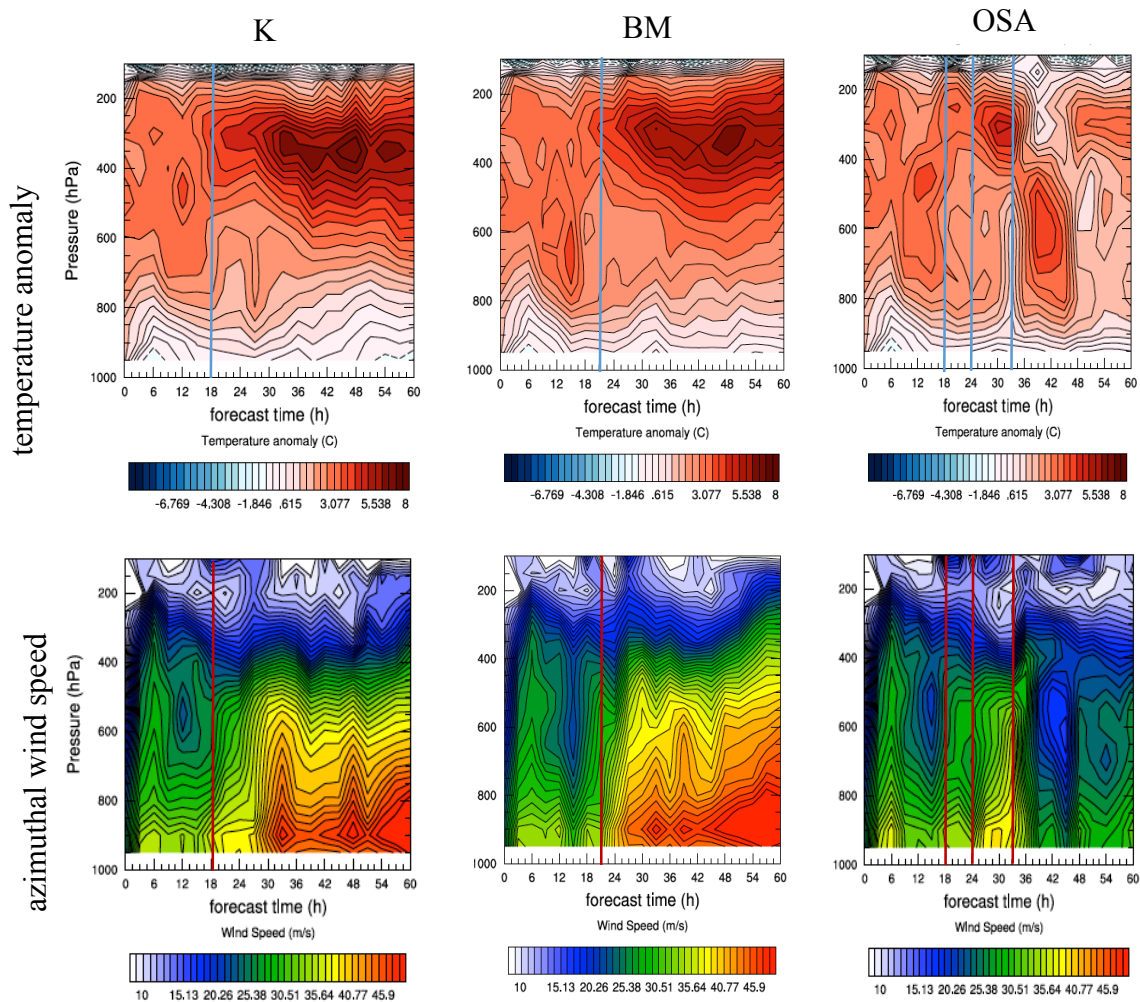 K BM OSA
temperature anomaly
Pressure (hPa)
200 200 200
400 400 400
600 600 600
800 800 800
1000 1000 1000
0 6 12 18 24 30 36 42 48 54 60 0 6 12 18 24 30 36 42 48 54 60 0 6 12 18 24 30 36 42 48 54 60
forecast time (h) forecast time (h) forecast time (h)
Temperature anomaly (C) Temperature anomaly (C) Temperature anomaly (C)
-6.769 -4.308 -1.846 .615 3.077 5.538 8 -6.769 -4.308 -1.846 .615 3.077 5.538 8 -6.769 -4.308 -1.846 .615 3.077 5.538 8
azimuthal wind speed
Pressure (hPa)
200 200 200
400 400 400
600 600 600
800 800 800
1000 1000 1000
0 6 12 18 24 30 36 42 48 54 60 0 6 12 18 24 30 36 42 48 54 60 0 6 12 18 24 30 36 42 48 54 60
forecast time (h) forecast time (h) forecast time (h)
Wind Speed (m/s) Wind Speed (m/s) Wind Speed (m/s)
10 15.13 20.26 25.38 30.51 35.64 40.77 45.9 10 15.13 20.26 25.38 30.51 35.64 40.77 45.9 10 15.13 20.26 25.38 30.51 35.64 40.77 45.9